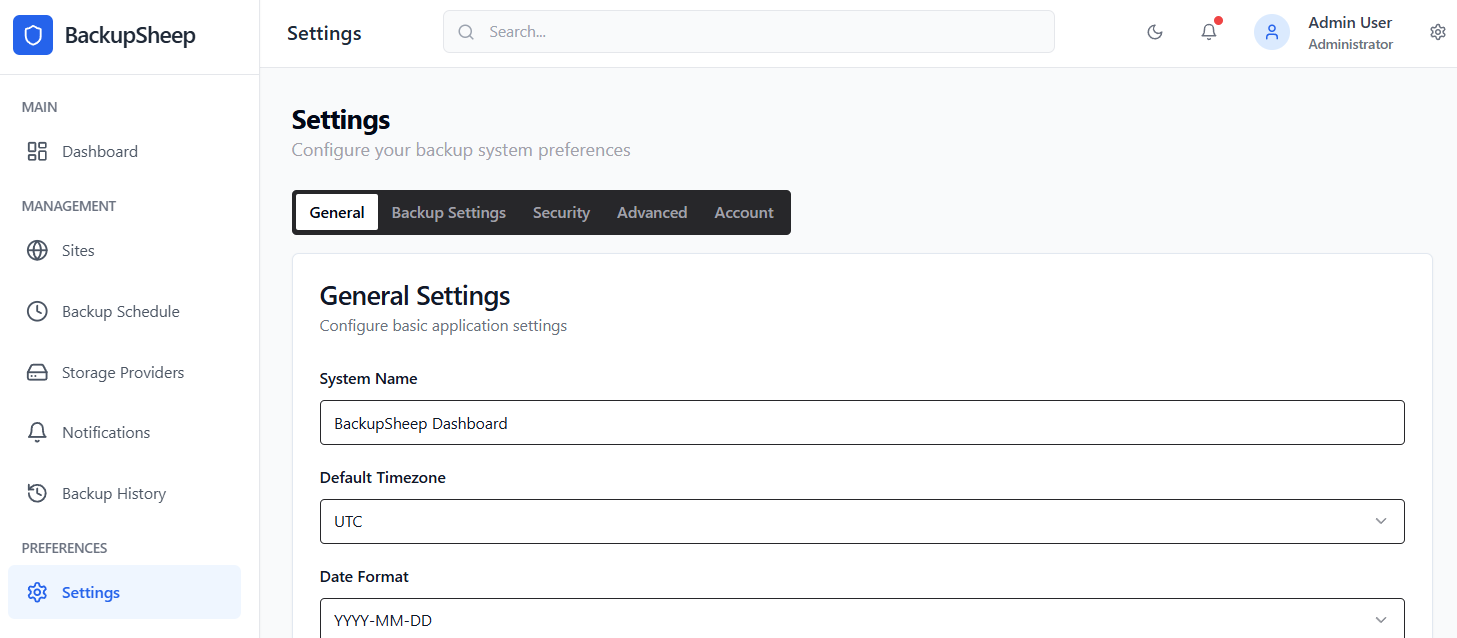 BackupSheep
Settings
Search...
Admin User
Administrator
MAIN
Dashboard
MANAGEMENT
Sites
Backup Schedule
Storage Providers
Notifications
Backup History
PREFERENCES
Settings
Settings
Configure your backup system preferences
General
Backup Settings
Security
Advanced
Account
General Settings
Configure basic application settings
System Name
BackupSheep Dashboard
Default Timezone
UTC
Date Format
YYYY-MM-DD